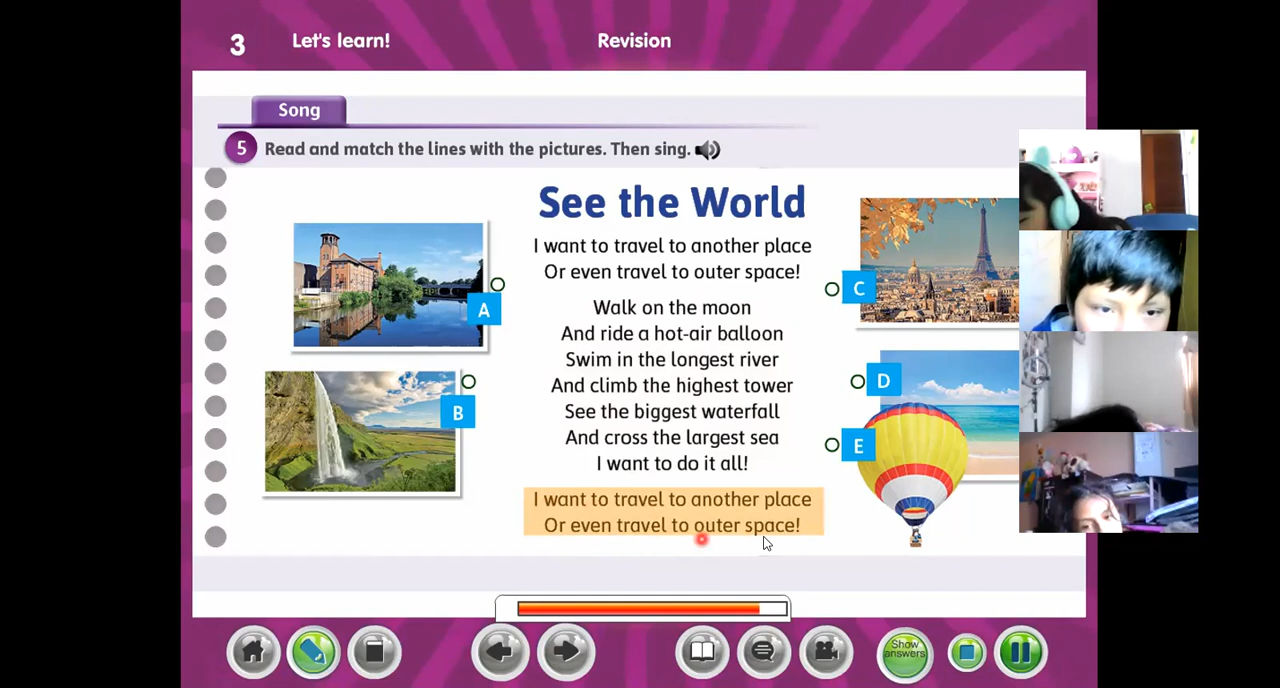 3 Let's learn! Revision
Song
5 Read and match the lines with the pictures. Then sing.
See the World
I want to travel to another place
Or even travel to outer space!
Walk on the moon
And ride a hot-air balloon
Swim in the longest river
And climb the highest tower
See the biggest waterfall
And cross the largest sea
I want to do it all!
I want to travel to another place
Or even travel to outer space!
A
B
C
D
E
Show
answers